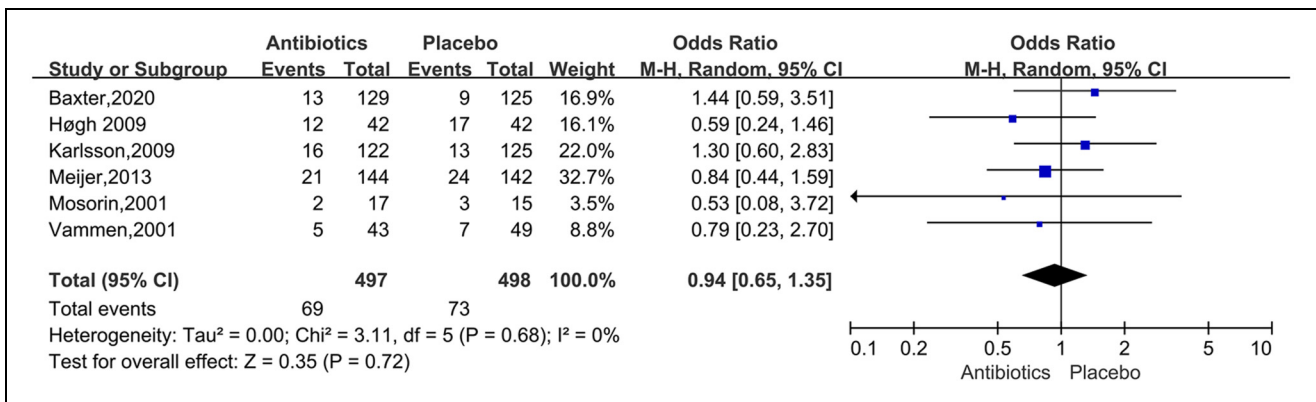 Antibiotics Placebo Odds Ratio Odds Ratio
Study or Subgroup Events Total Events Total Weight M-H, Random, 95% CI M-H, Random, 95% CI
Baxter,2020 13 129 9 125 16.9% 1.44 [0.59, 3.51]
Høgh 2009 12 42 17 42 16.1% 0.59 [0.24, 1.46]
Karlsson,2009 16 122 13 125 22.0% 1.30 [0.60, 2.83]
Meijer,2013 21 144 24 142 32.7% 0.84 [0.44, 1.59]
Mosorin,2001 2 17 3 15 3.5% 0.53 [0.08, 3.72]
Vammen,2001 5 43 7 49 8.8% 0.79 [0.23, 2.70]
Total (95% CI) 497 498 100.0% 0.94 [0.65, 1.35]
Total events 69 73
Heterogeneity: Tau² = 0.00; Chi² = 3.11, df = 5 (P = 0.68); I² = 0%
Test for overall effect: Z = 0.35 (P = 0.72)
0.1 0.2 0.5 1 2 5 10
Antibiotics Placebo